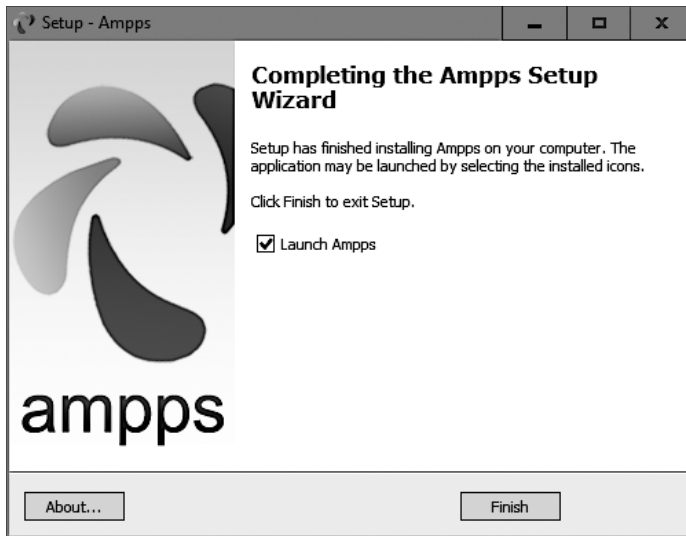 Setup - Ampps
Completing the Ampps Setup
Wizard
Setup has finished installing Ampps on your computer. The
application may be launched by selecting the installed icons.
Click Finish to exit Setup.
Launch Ampps
ampps
About...
Finish